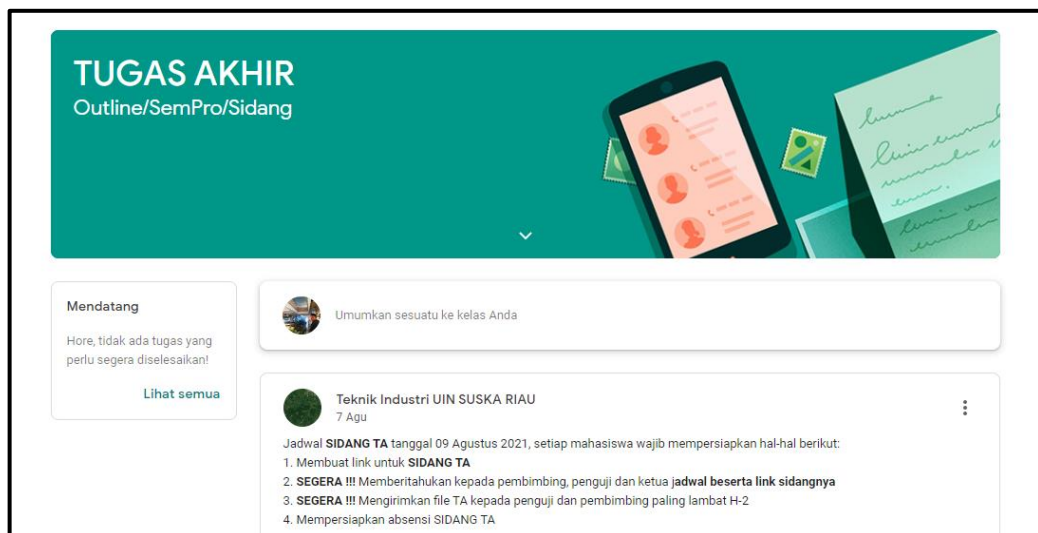 TUGAS AKHIR
Outline/SemPro/Sidang
Mendatang
Hore, tidak ada tugas yang
perlu segera diselesaikan!
Lihat semua
Umumkan sesuatu ke kelas Anda
Teknik Industri UIN SUSKA RIAU
7 Agu
Jadwal SIDANG TA tanggal 09 Agustus 2021, setiap mahasiswa wajib mempersiapkan hal-hal berikut:
1. Membuat link untuk SIDANG TA
2. SEGERA !!! Memberitahukan kepada pembimbing, penguji dan ketua jadwal beserta link sidangnya
3. SEGERA !!! Mengirimkan file TA kepada penguji dan pembimbing paling lambat H-2
4. Mempersiapkan absensi SIDANG TA